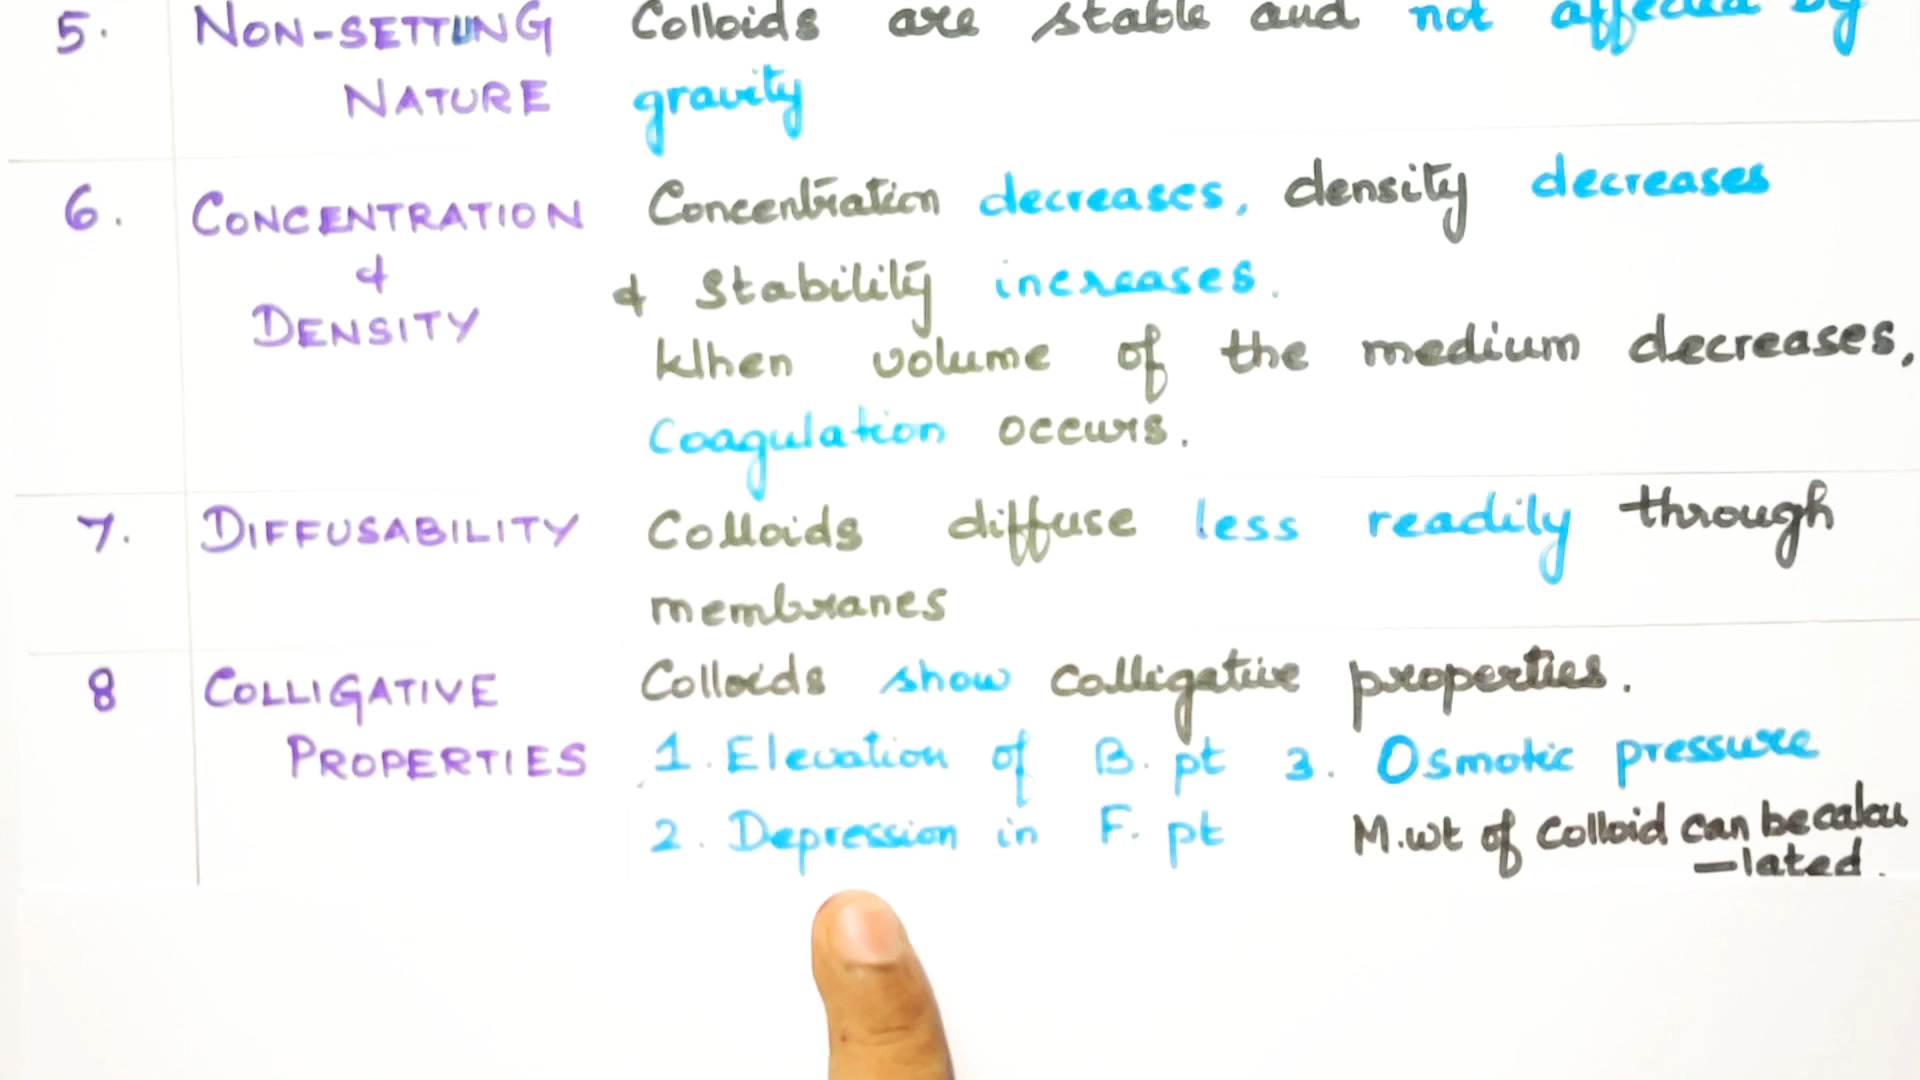 5. NON-SETTLING Colloids are stable and not affected by
NATURE gravity
6. CONCENTRATION Concentration decreases, density decreases
& & Stability increases.
DENSITY When volume of the medium decreases,
Coagulation occurs.
7. DIFFUSABILITY Colloids diffuse less readily through
membranes
8 COLLIGATIVE Colloids show colligative properties.
PROPERTIES 1. Elevation of B. pt 3. Osmotic pressure
2. Depression in F. pt M.wt of colloid can be calcu
-lated.